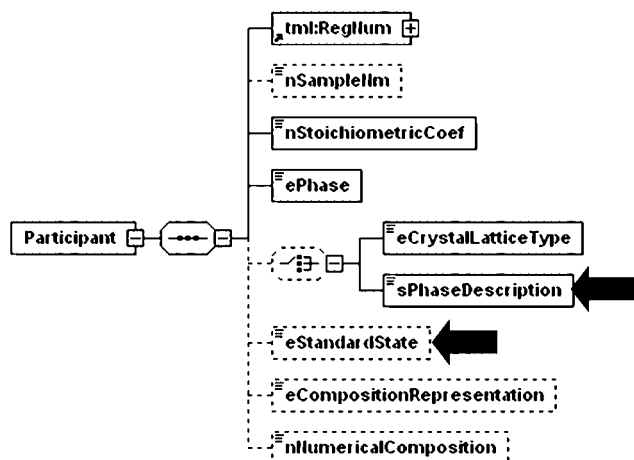 tml:RegNum
nSampleNm
nStoichiometricCoef
ePhase
Participant
eCrystalLatticeType
sPhaseDescription
eStandardState
eCompositionRepresentation
nNumericalComposition